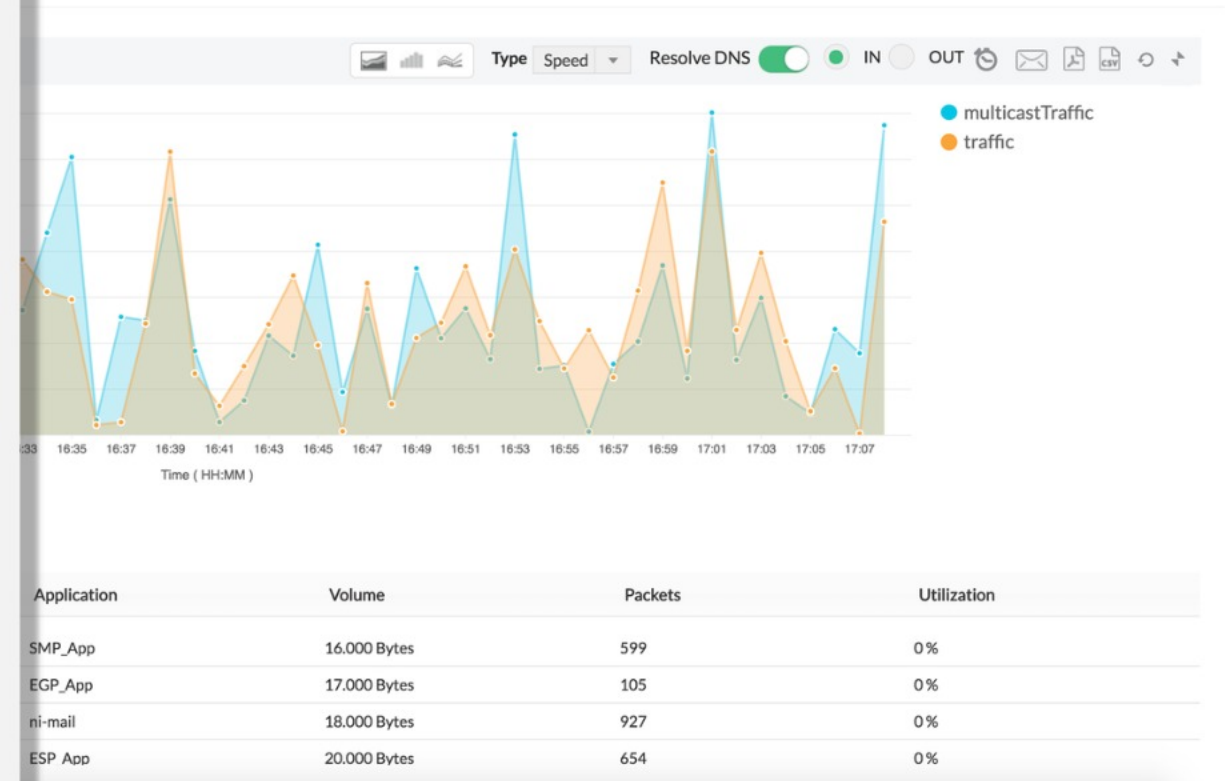 Type Speed Resolve DNS IN OUT CSV
multicastTraffic
traffic
:33 16:35 16:37 16:39 16:41 16:43 16:45 16:47 16:49 16:51 16:53 16:55 16:57 16:59 17:01 17:03 17:05 17:07
Time ( HH:MM )
Application Volume Packets Utilization
SMP_App 16.000 Bytes 599 0 %
EGP_App 17.000 Bytes 105 0 %
ni-mail 18.000 Bytes 927 0 %
ESP_App 20.000 Bytes 654 0 %